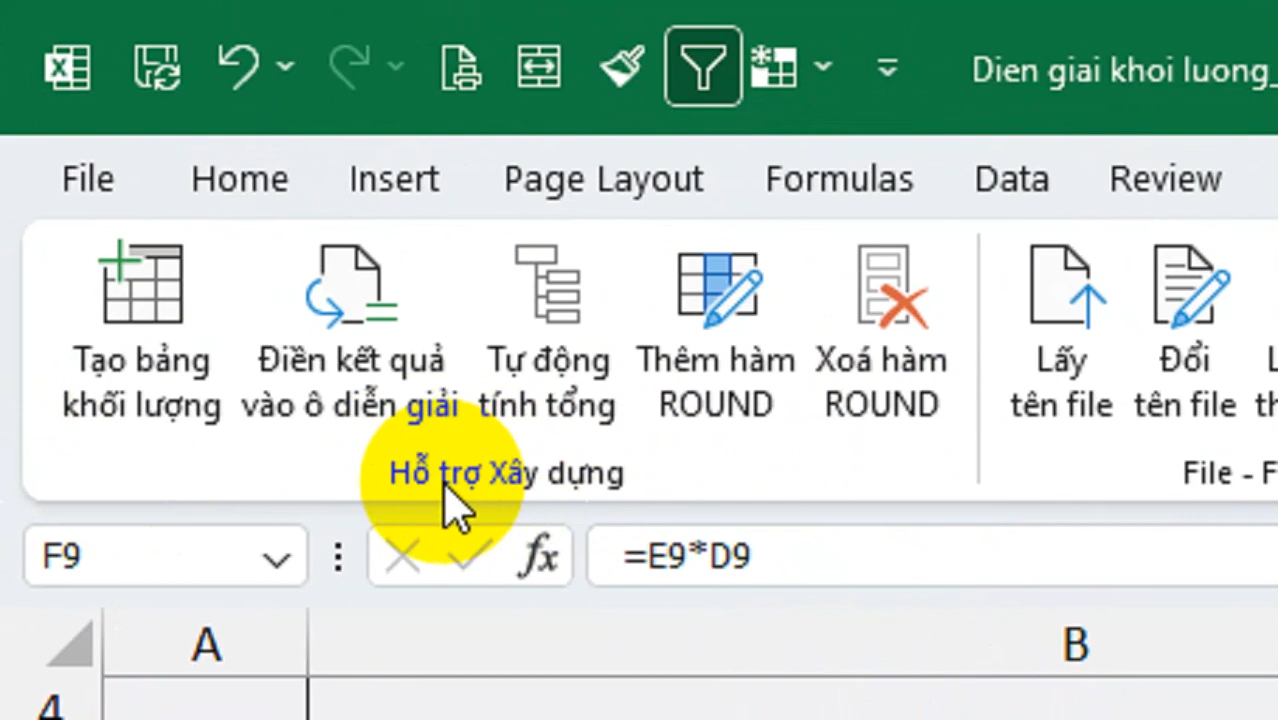 Dien giai khoi luong_
File Home Insert Page Layout Formulas Data Review
Tạo bảng khối lượng
Điền kết quả vào ô diễn giải
Tự động tính tổng
Thêm hàm ROUND
Xoá hàm ROUND
Lấy tên file
Đổi tên file
Hỗ trợ Xây dựng
File - F
F9
fx
=E9*D9
A B
4